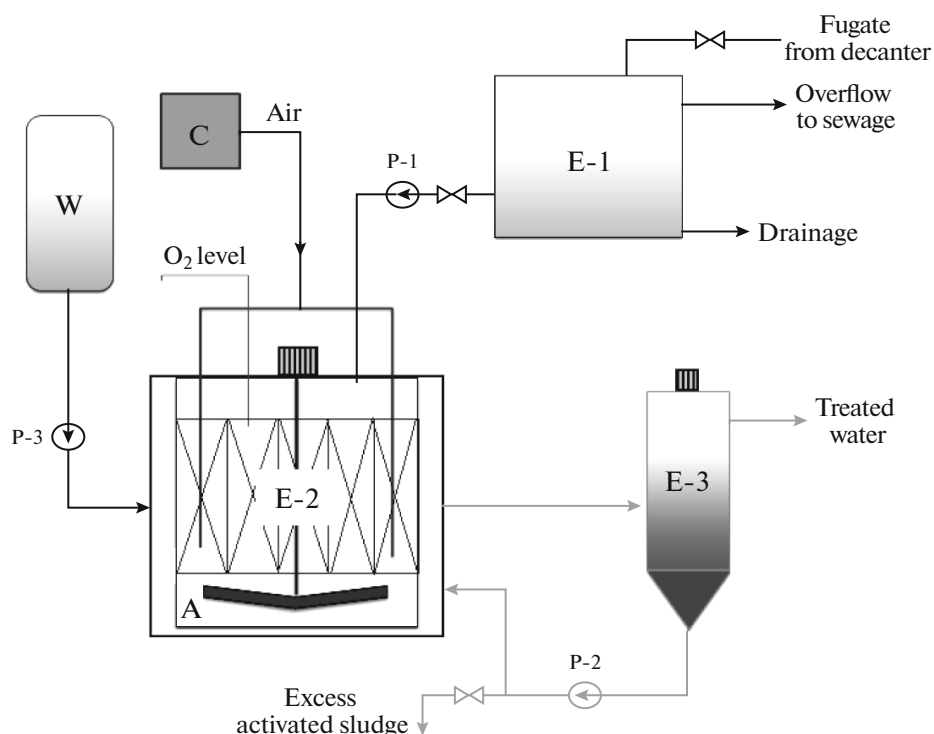 Fugate
from decanter
Air
Overflow
to sewage
C
P-1
E-1
W
Drainage
O₂ level
P-3
Treated
water
E-2
E-3
A
P-2
Excess
activated sludge